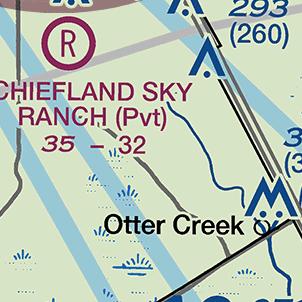 R
293
(260)
CHIEFLAND SKY
RANCH (Pvt)
35 – 32
Otter Creek